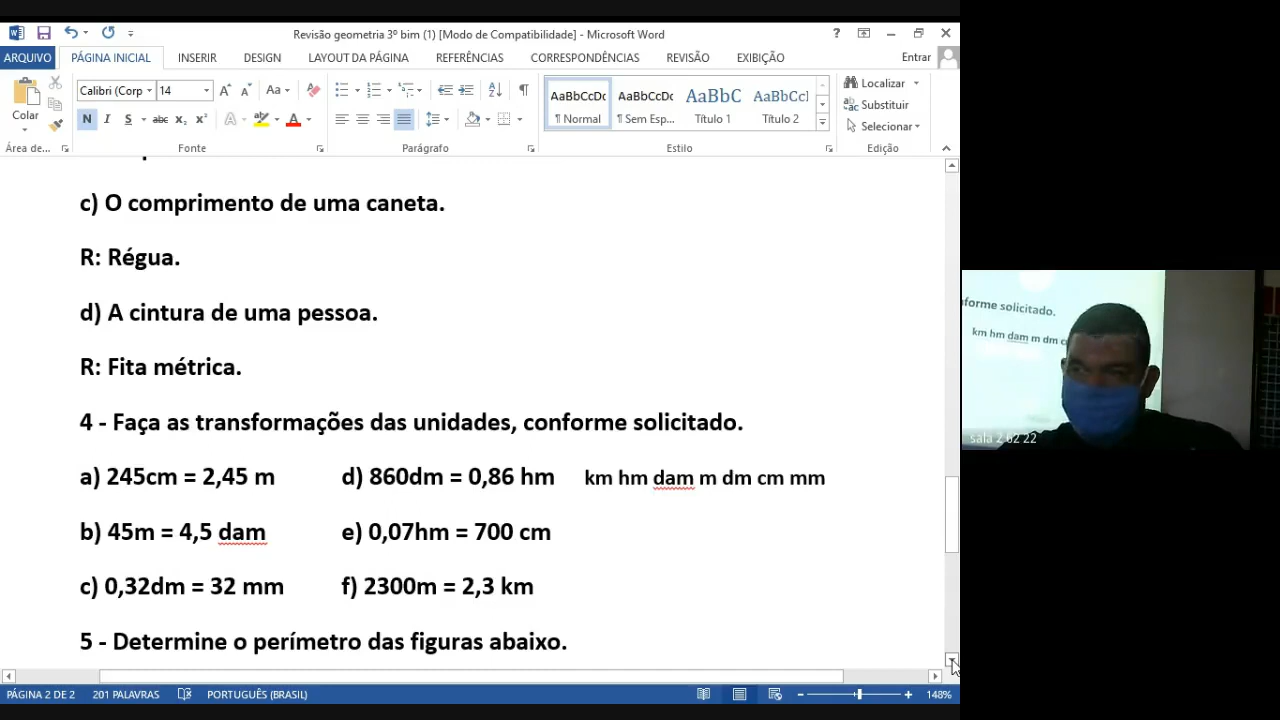 Revisão geometria 3º bim (1) [Modo de Compatibilidade] - Microsoft Word
ARQUIVO PÁGINA INICIAL INSERIR DESIGN LAYOUT DA PÁGINA REFERÊNCIAS CORRESPONDÊNCIAS REVISÃO EXIBIÇÃO Entrar
Colar
Calibri (Corp 14
N I S abc x₂ x²
AaBbCcDc AaBbCcDc AaBbC AaBbCcI
¶ Normal ¶ Sem Esp... Título 1 Título 2
Localizar
Substituir
Selecionar
Área de... Fonte Parágrafo Estilo Edição
c) O comprimento de uma caneta.
R: Régua.
d) A cintura de uma pessoa.
R: Fita métrica.
4 - Faça as transformações das unidades, conforme solicitado.
a) 245cm = 2,45 m d) 860dm = 0,86 hm km hm dam m dm cm mm
b) 45m = 4,5 dam e) 0,07hm = 700 cm
c) 0,32dm = 32 mm f) 2300m = 2,3 km
5 - Determine o perímetro das figuras abaixo.
PÁGINA 2 DE 2 201 PALAVRAS PORTUGUÊS (BRASIL) 148%
forme solicitado.
km hm dam m dm
sala 2 62 22